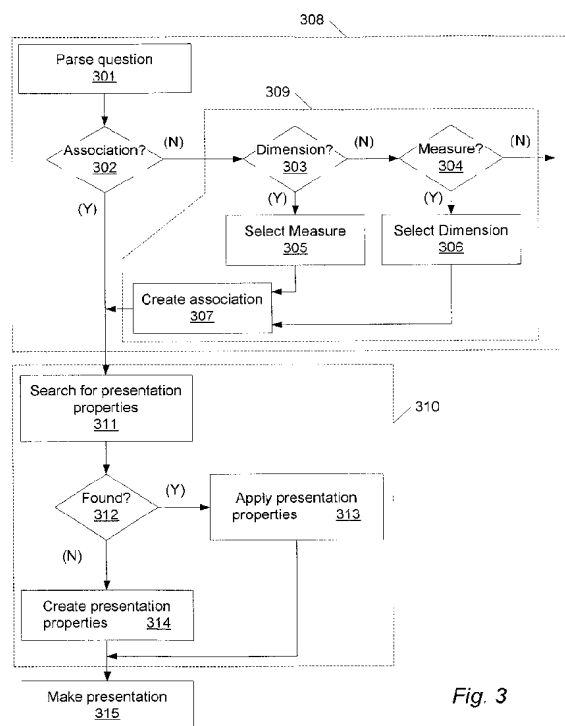 308
Parse question
301
309
Association?
302
(N)
Dimension?
303
(N)
Measure?
304
(N)
(Y)
(Y)
(Y)
Select Measure
305
Select Dimension
306
Create association
307
Search for presentation
properties
311
310
Found?
312
(Y)
Apply presentation
properties 313
(N)
Create presentation
properties 314
Make presentation
315
Fig. 3